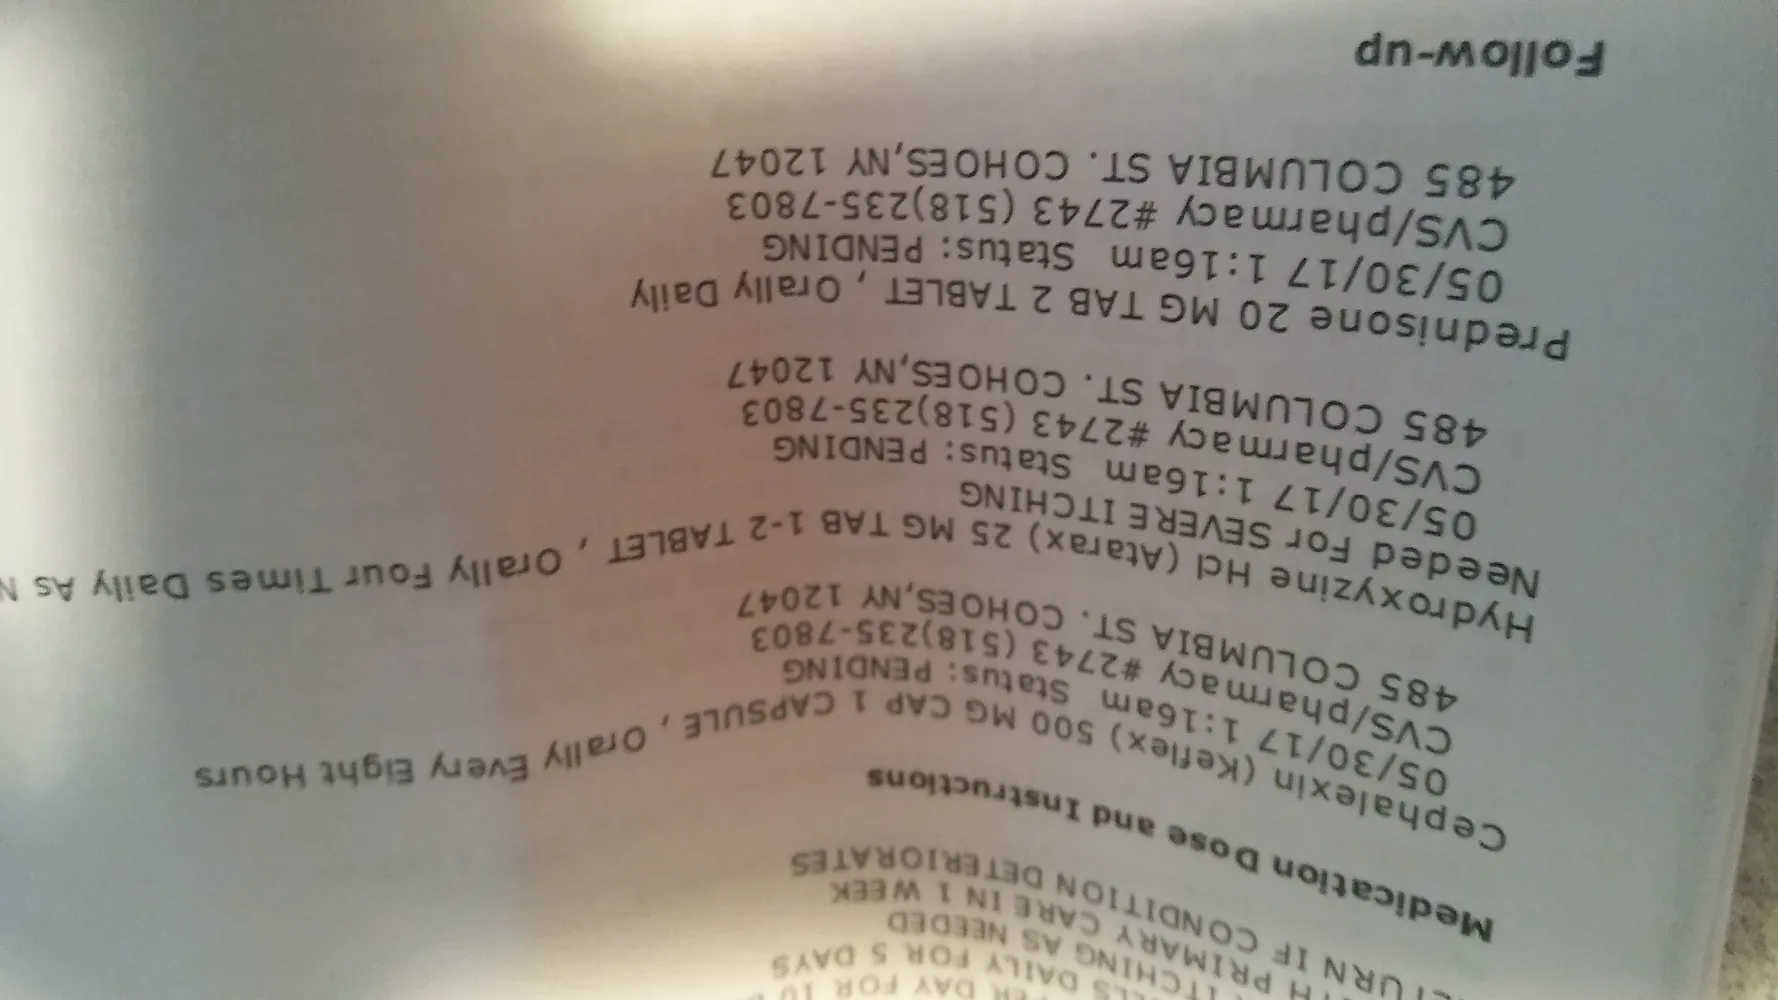 PER DAY FOR 10
DAILY FOR 5 DAYS
ITCHING AS NEEDED
PRIMARY CARE IN 1 WEEK
IF CONDITION DETERIORATES
Medication Dose and Instructions
Cephalexin (Keflex) 500 MG CAP 1 CAPSULE , Orally Every Eight Hours
05/30/17 1:16am Status: PENDING
CVS/pharmacy #2743 (518)235-7803
485 COLUMBIA ST. COHOES,NY 12047
Hydroxyzine Hcl (Atarax) 25 MG TAB 1-2 TABLET , Orally Four Times Daily As
Needed For SEVERE ITCHING
05/30/17 1:16am Status: PENDING
CVS/pharmacy #2743 (518)235-7803
485 COLUMBIA ST. COHOES,NY 12047
Prednisone 20 MG TAB 2 TABLET , Orally Daily
05/30/17 1:16am Status: PENDING
CVS/pharmacy #2743 (518)235-7803
485 COLUMBIA ST. COHOES,NY 12047
Follow-up